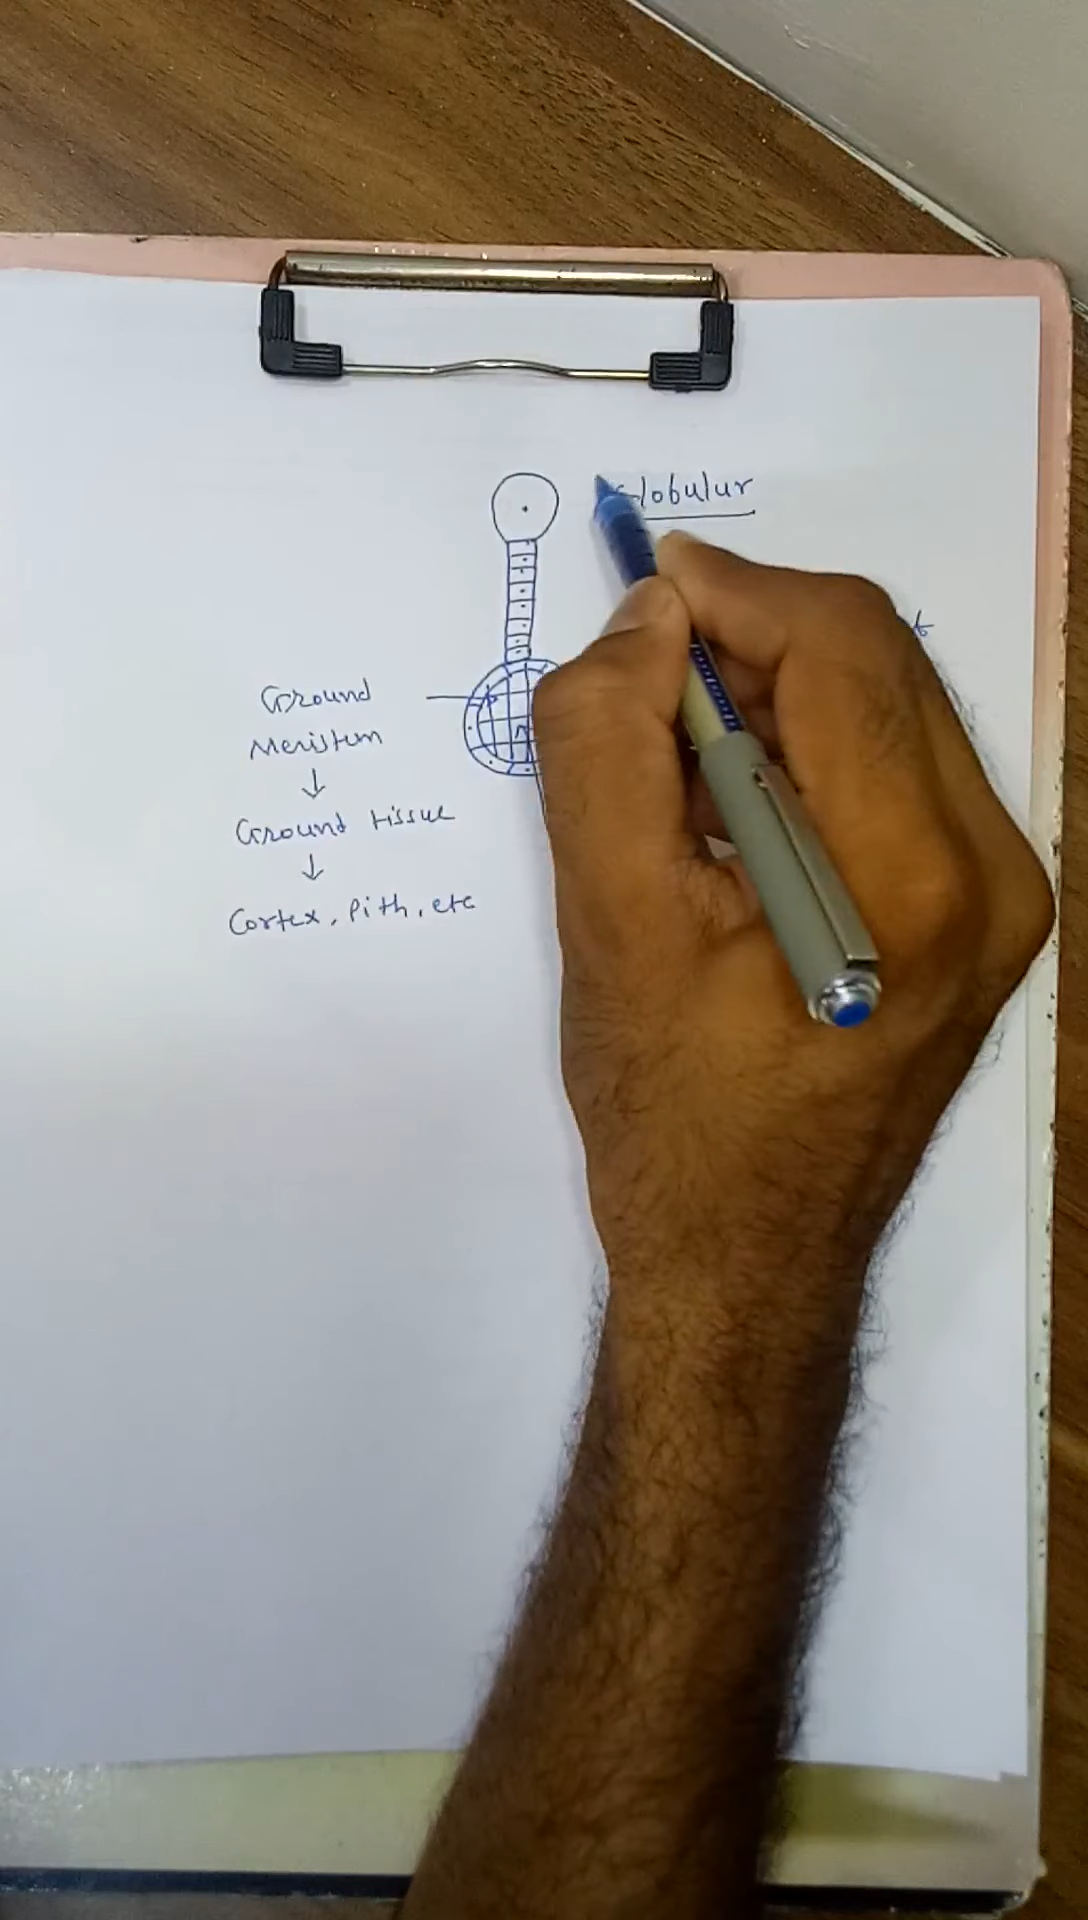 Globular
Ground
Meristem
↓
Ground tissue
↓
Cortex, Pith, etc